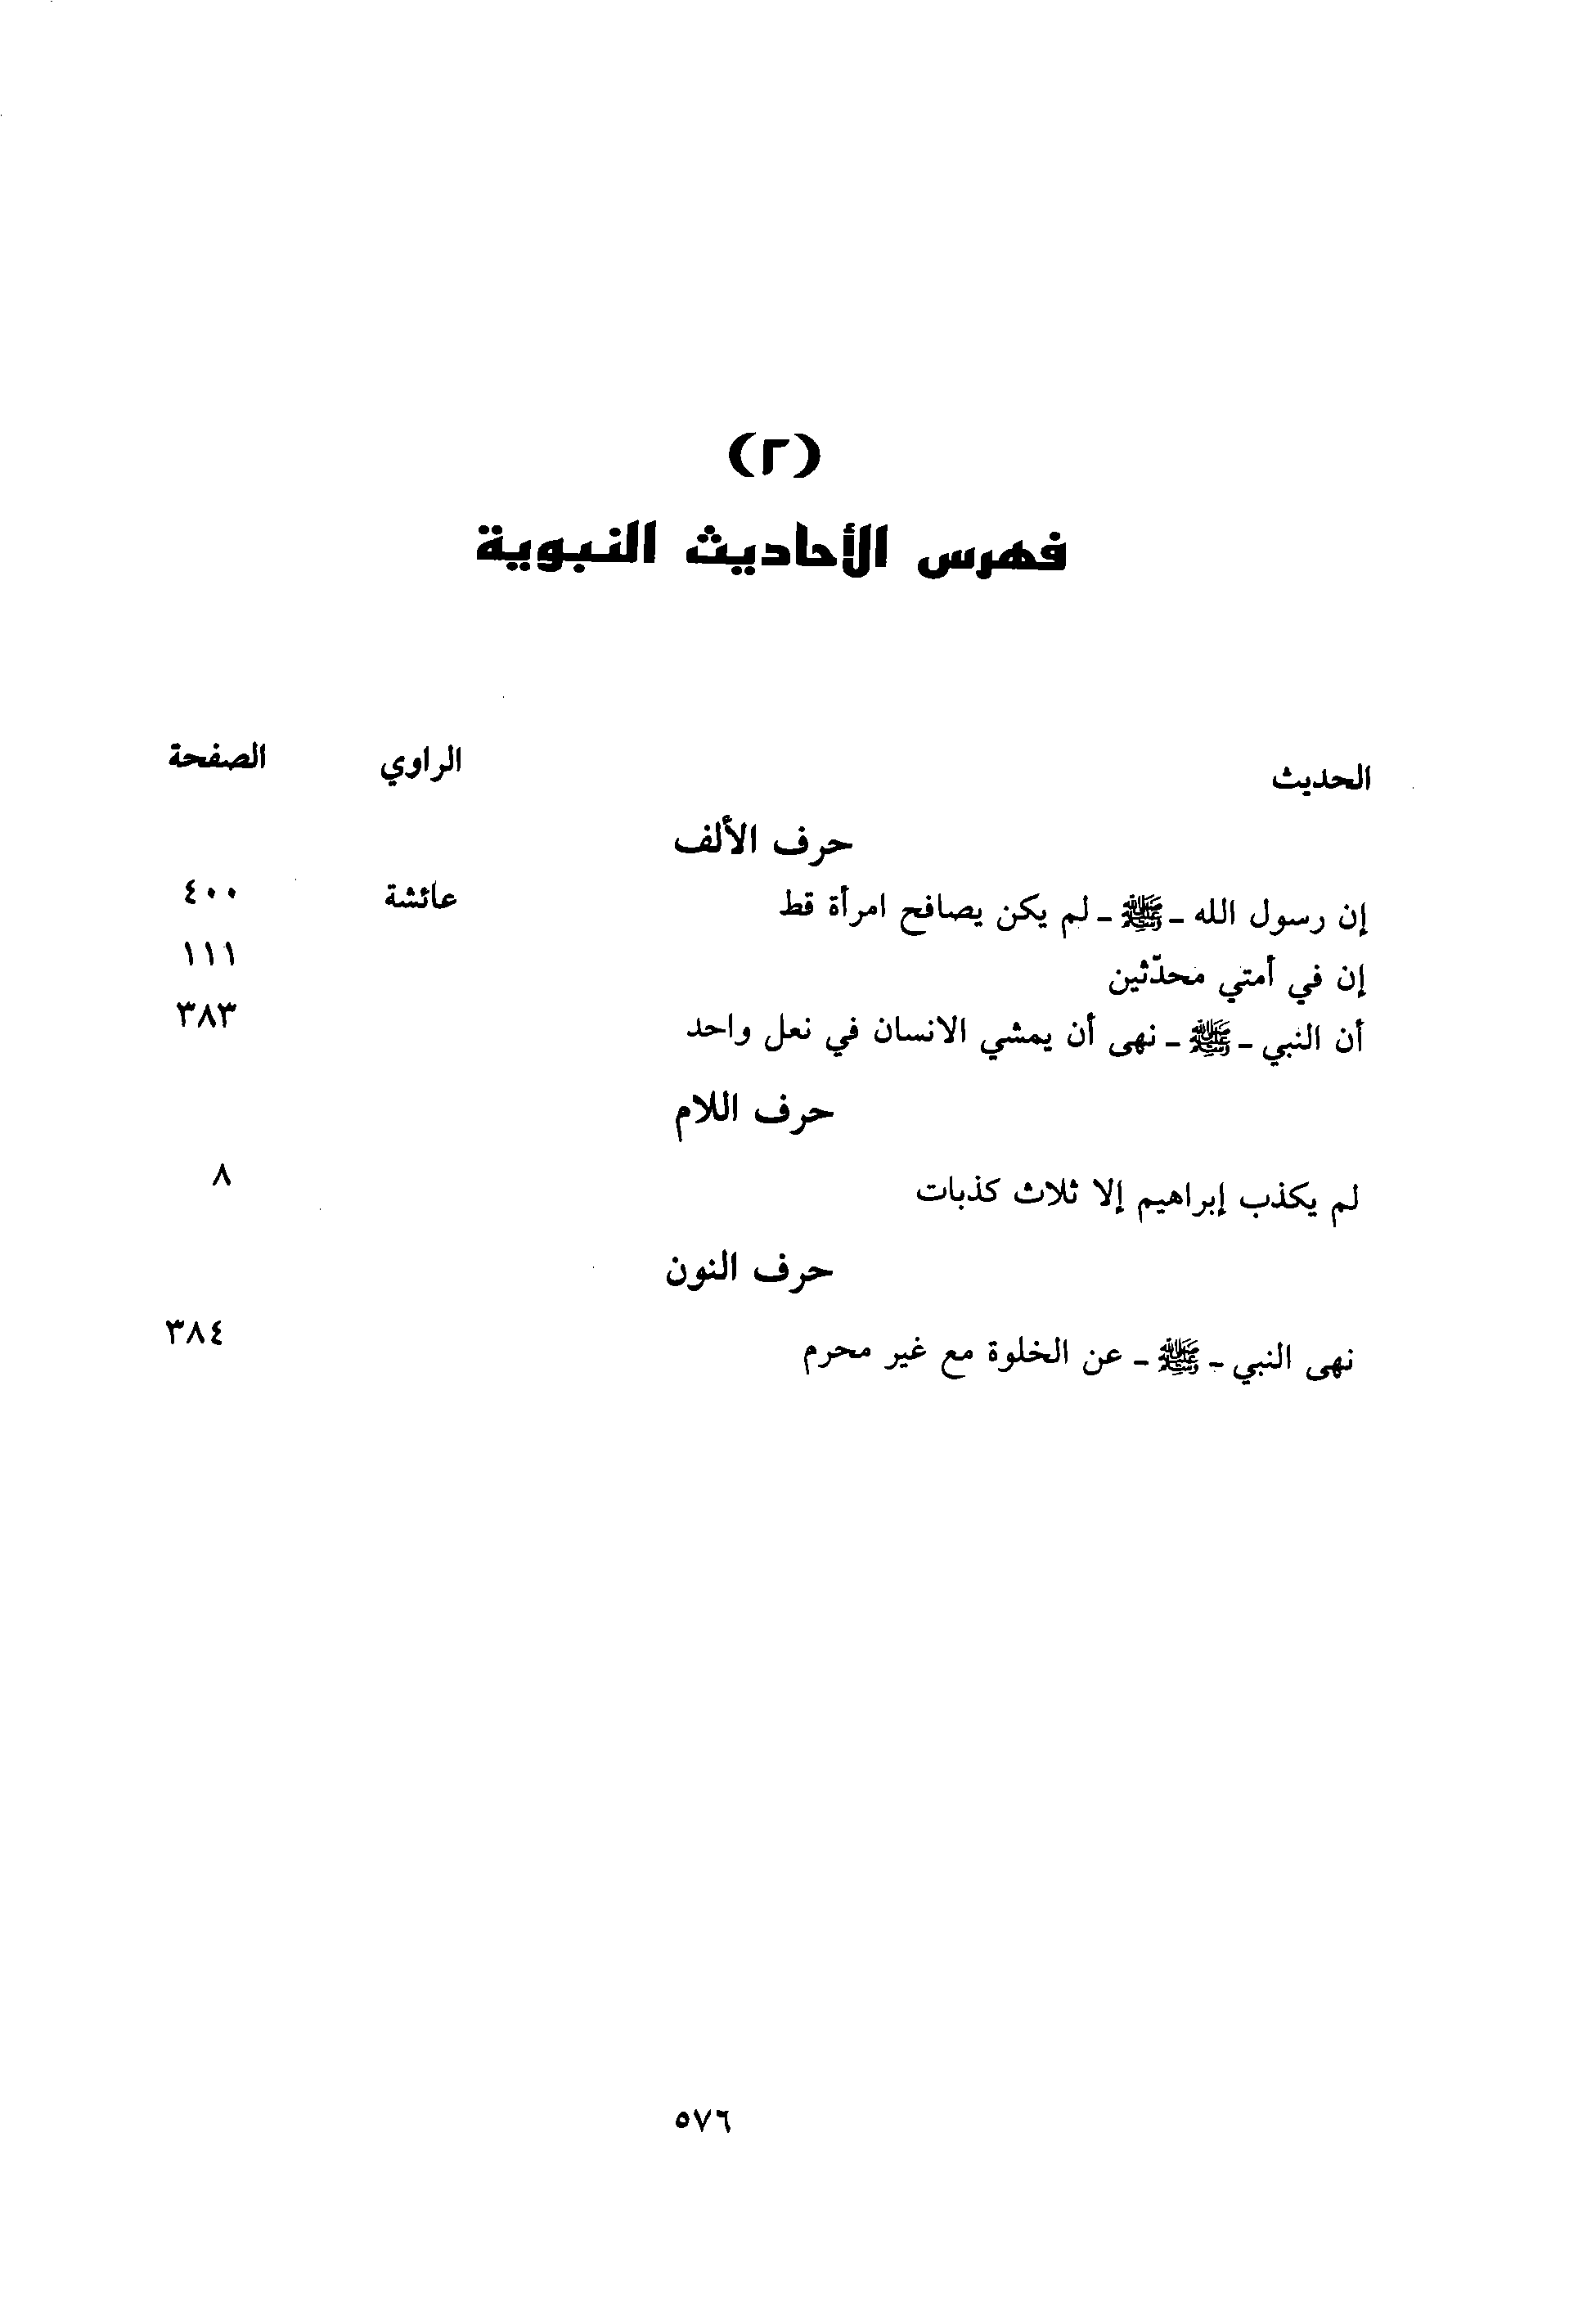 (٢)
فهرس الأحاديث النبوية
الحديث الراوي الصفحة
حرف الألف
إن رسول الله - ﷺ - لم يكن يصافح امرأة قط عائشة ٤٠٠
إن في أمتي محدّثين ١١١
أن النبي - ﷺ - نهى أن يمشي الانسان في نعل واحد ٣٨٣
حرف اللام
لم يكذب إبراهيم إلا ثلاث كذبات ٨
حرف النون
نهى النبي - ﷺ - عن الخلوة مع غير محرم ٣٨٤
٥٧٦